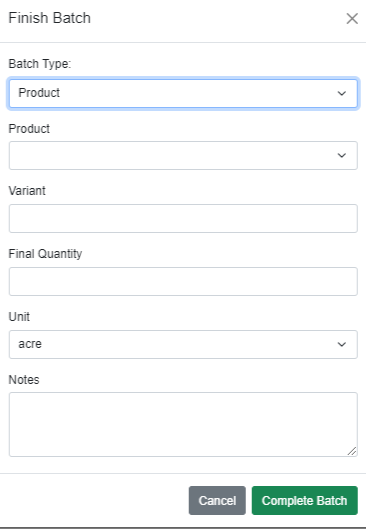 Finish Batch
Batch Type:
Product
Product
Variant
Final Quantity
Unit
acre
Notes
Cancel Complete Batch